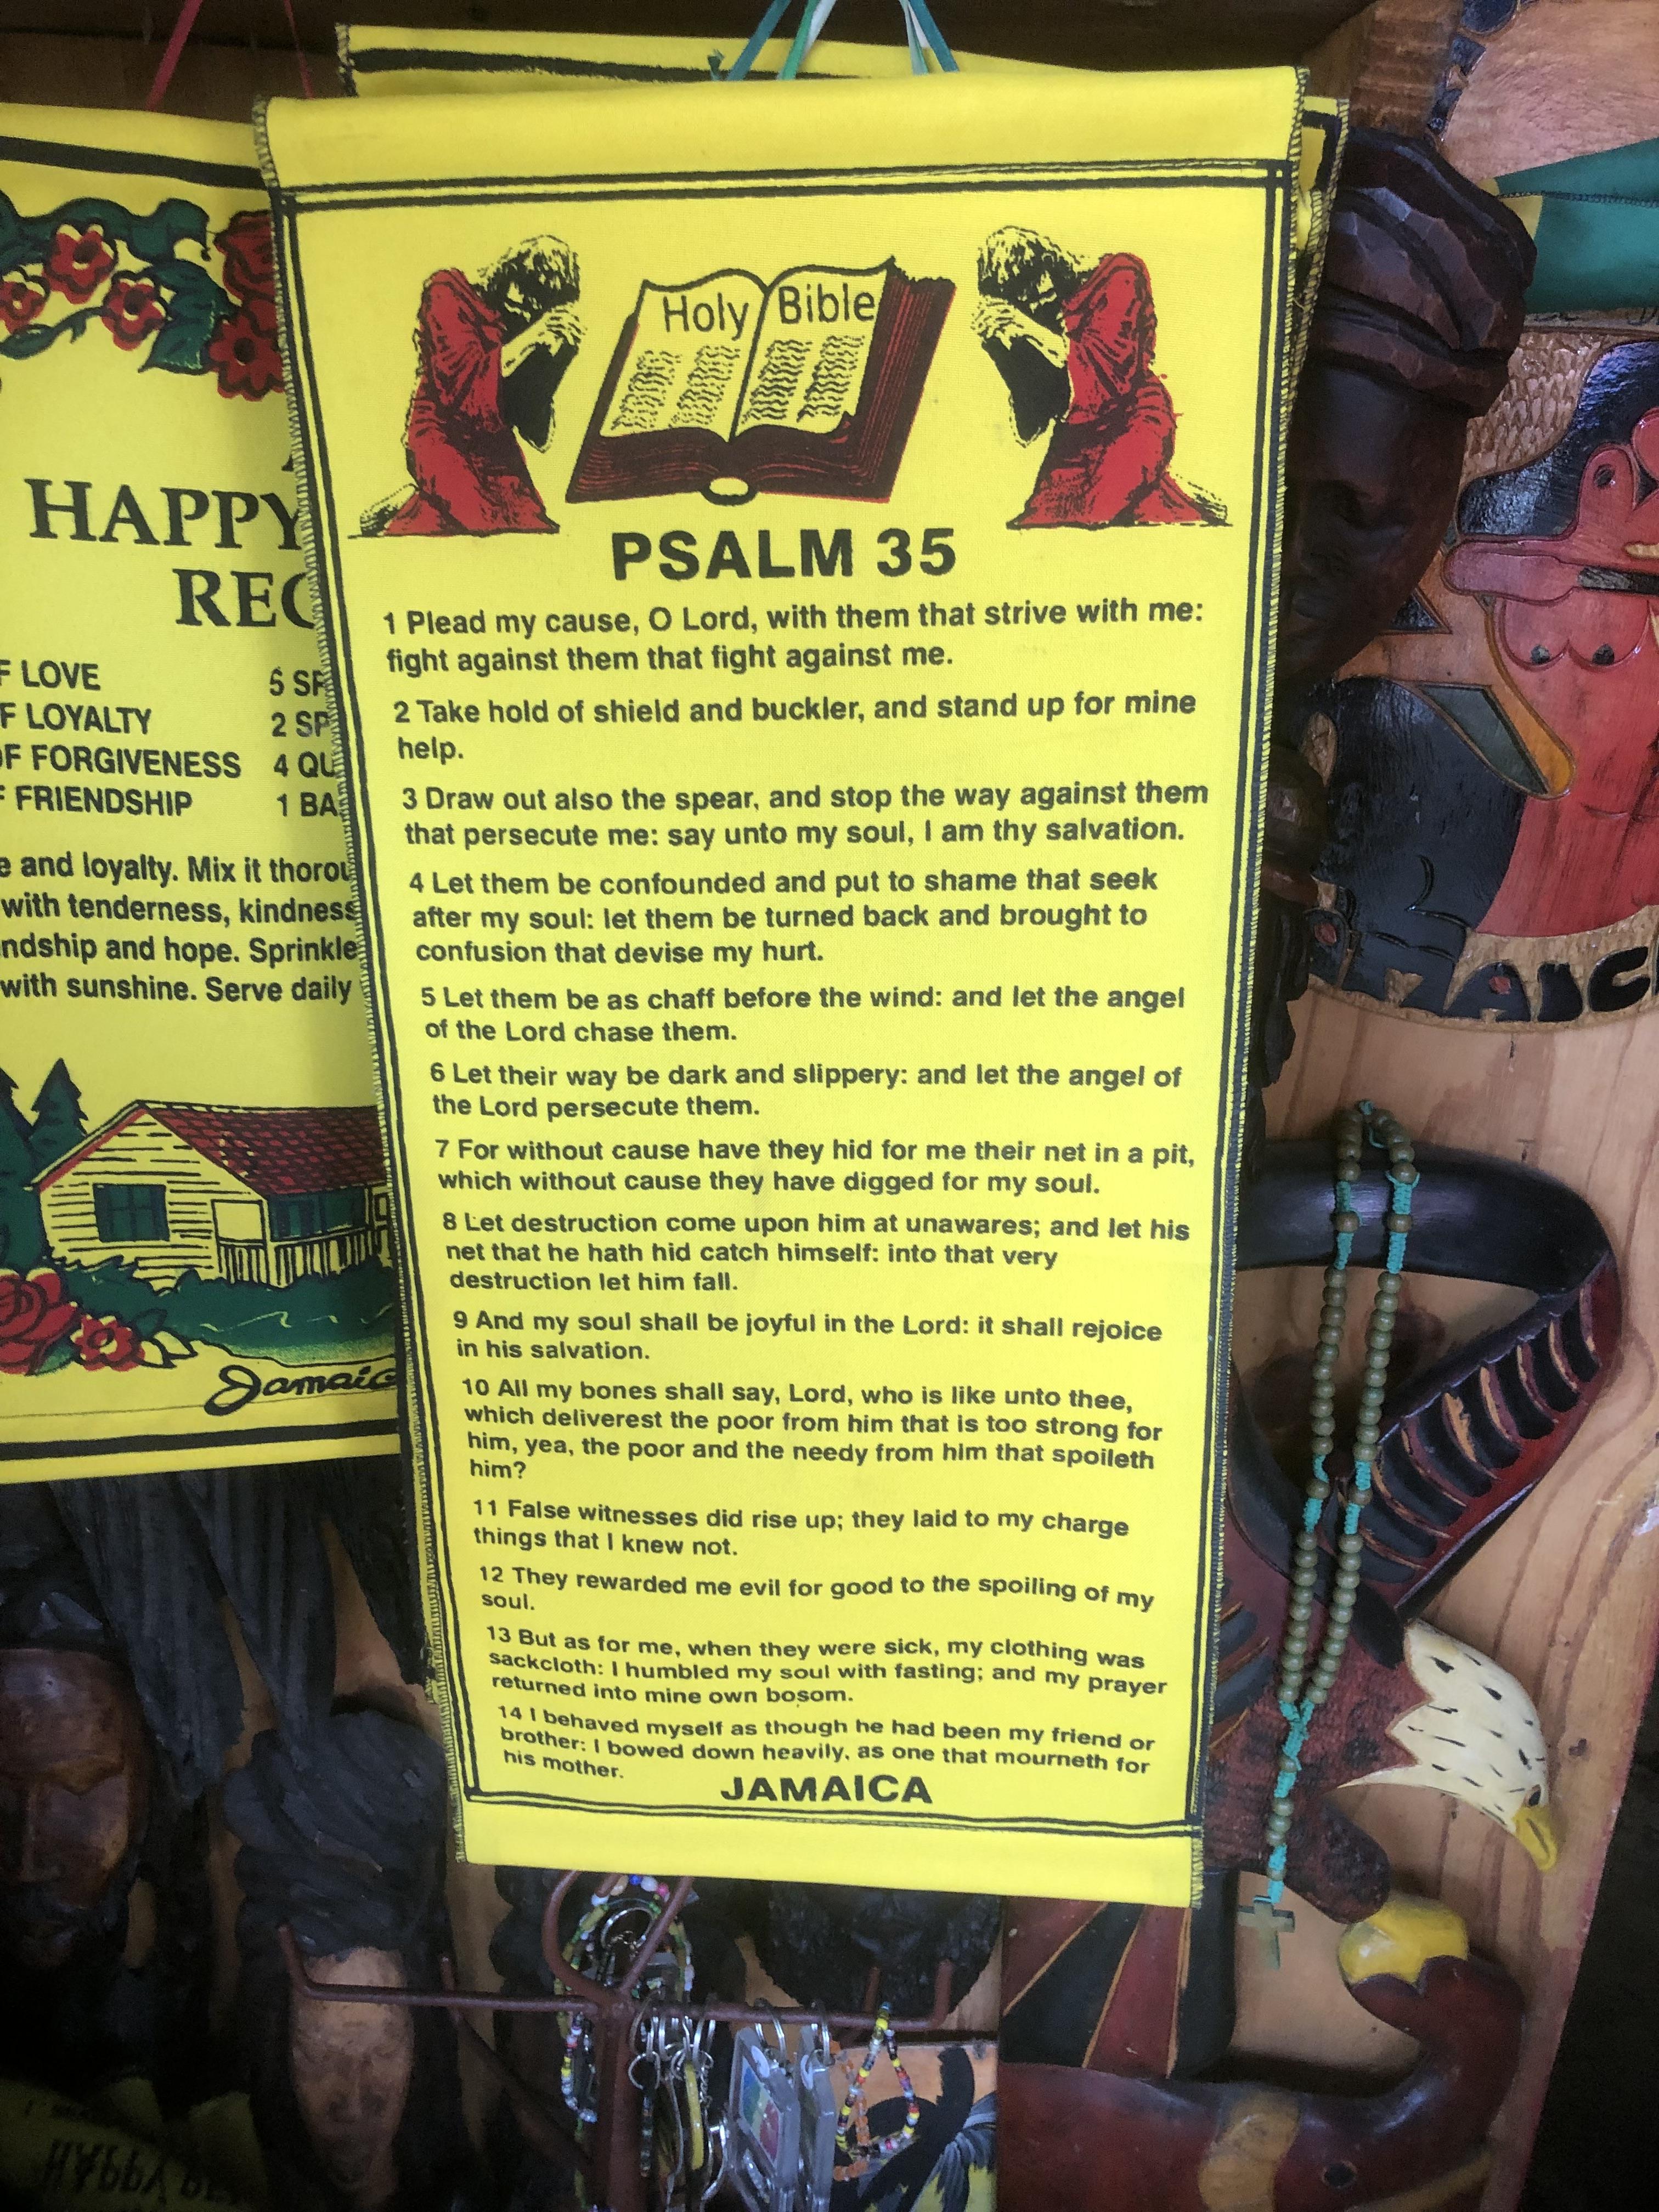 Holy Bible
PSALM 35
1 Plead my cause, O Lord, with them that strive with me:
fight against them that fight against me.
2 Take hold of shield and buckler, and stand up for mine
help.
3 Draw out also the spear, and stop the way against them
that persecute me: say unto my soul, I am thy salvation.
4 Let them be confounded and put to shame that seek
after my soul: let them be turned back and brought to
confusion that devise my hurt.
5 Let them be as chaff before the wind: and let the angel
of the Lord chase them.
6 Let their way be dark and slippery: and let the angel of
the Lord persecute them.
7 For without cause have they hid for me their net in a pit,
which without cause they have digged for my soul.
8 Let destruction come upon him at unawares; and let his
net that he hath hid catch himself: into that very
destruction let him fall.
9 And my soul shall be joyful in the Lord: it shall rejoice
in his salvation.
10 All my bones shall say, Lord, who is like unto thee,
which deliverest the poor from him that is too strong for
him, yea, the poor and the needy from him that spoileth
him?
11 False witnesses did rise up; they laid to my charge
things that I knew not.
12 They rewarded me evil for good to the spoiling of my
soul.
13 But as for me, when they were sick, my clothing was
sackcloth: I humbled my soul with fasting; and my prayer
returned into mine own bosom.
14 I behaved myself as though he had been my friend or
brother: I bowed down heavily, as one that mourneth for
his mother.
JAMAICA
HAPPY
REC
F LOVE 5 SP
F LOYALTY 2 SP
OF FORGIVENESS 4 QU
F FRIENDSHIP 1 BA
e and loyalty. Mix it thorou
with tenderness, kindness
ndship and hope. Sprinkle
with sunshine. Serve daily
Jamaic
MAIC
HAPPY